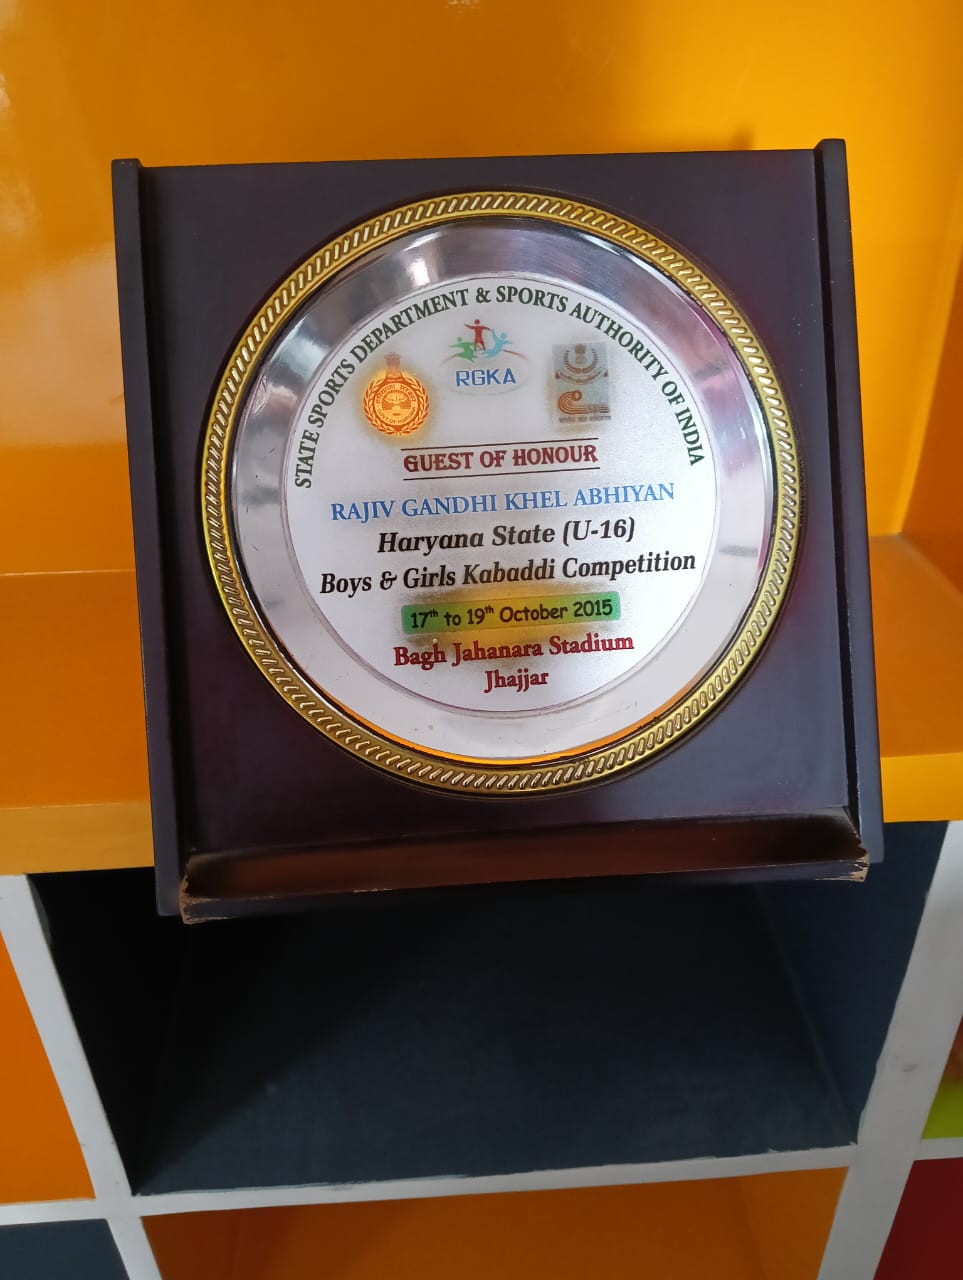 STATE SPORTS DEPARTMENT & SPORTS AUTHORITY OF INDIA
RGKA
GUEST OF HONOUR
RAJIV GANDHI KHEL ABHIYAN
Haryana State (U-16)
Boys & Girls Kabaddi Competition
17th to 19th October 2015
Bagh Jahanara Stadium
Jhajjar